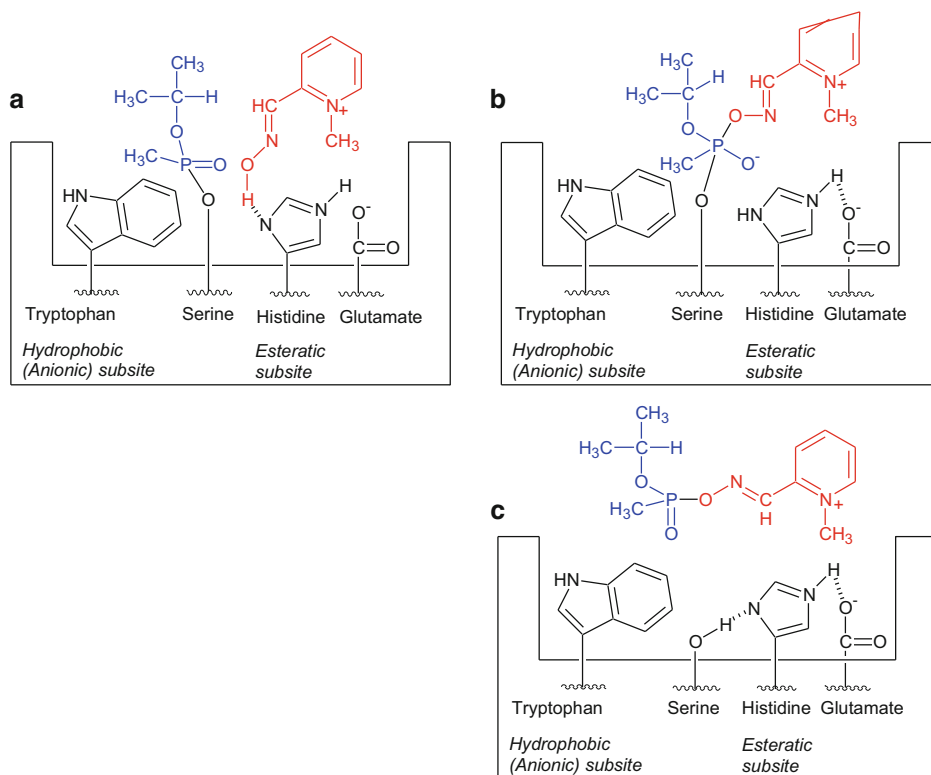 a
CH₃
H₃C
H
O
H₃C
P
O
O
HC
N
O
H
N+
CH₃
HN
N
N
H
O⁻
C
O
Tryptophan Serine Histidine Glutamate
Hydrophobic
(Anionic) subsite
Esteratic
subsite
b
CH₃
H₃C
H
O
H₃C
P
O⁻
O
O
N
HC
N+
CH₃
HN
HN
N
H
O⁻
C
O
Tryptophan Serine Histidine Glutamate
Hydrophobic
(Anionic) subsite
Esteratic
subsite
c
CH₃
H₃C
H
O
H₃C
P
O
O
N
C
H
N+
CH₃
HN
O
H
N
N
H
O⁻
C
O
Tryptophan Serine Histidine Glutamate
Hydrophobic
(Anionic) subsite
Esteratic
subsite